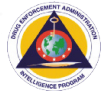 DRUG ENFORCEMENT ADMINISTRATION
INTELLIGENCE PROGRAM